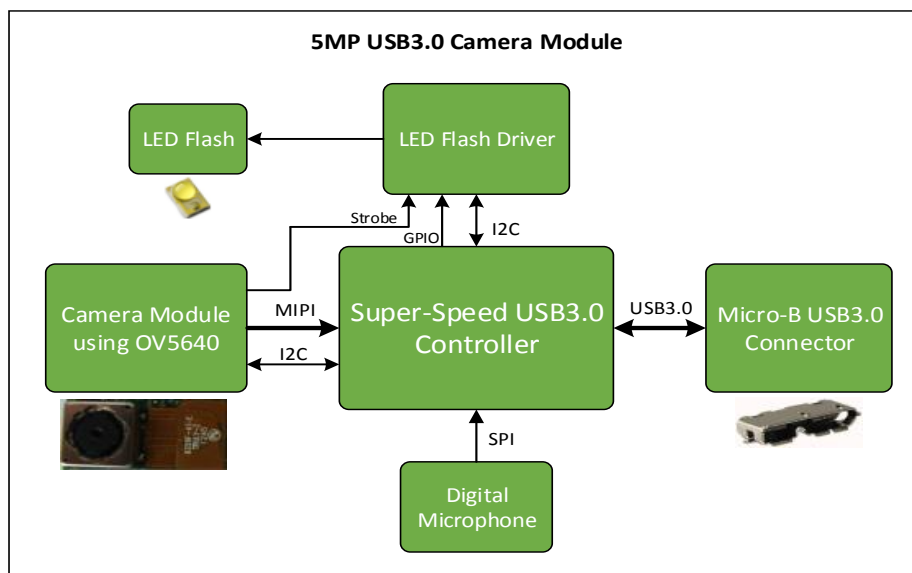 5MP USB3.0 Camera Module
LED Flash
LED Flash Driver
Strobe
GPIO
I2C
Camera Module
using OV5640
MIPI
I2C
Super-Speed USB3.0
Controller
USB3.0
Micro-B USB3.0
Connector
SPI
Digital
Microphone